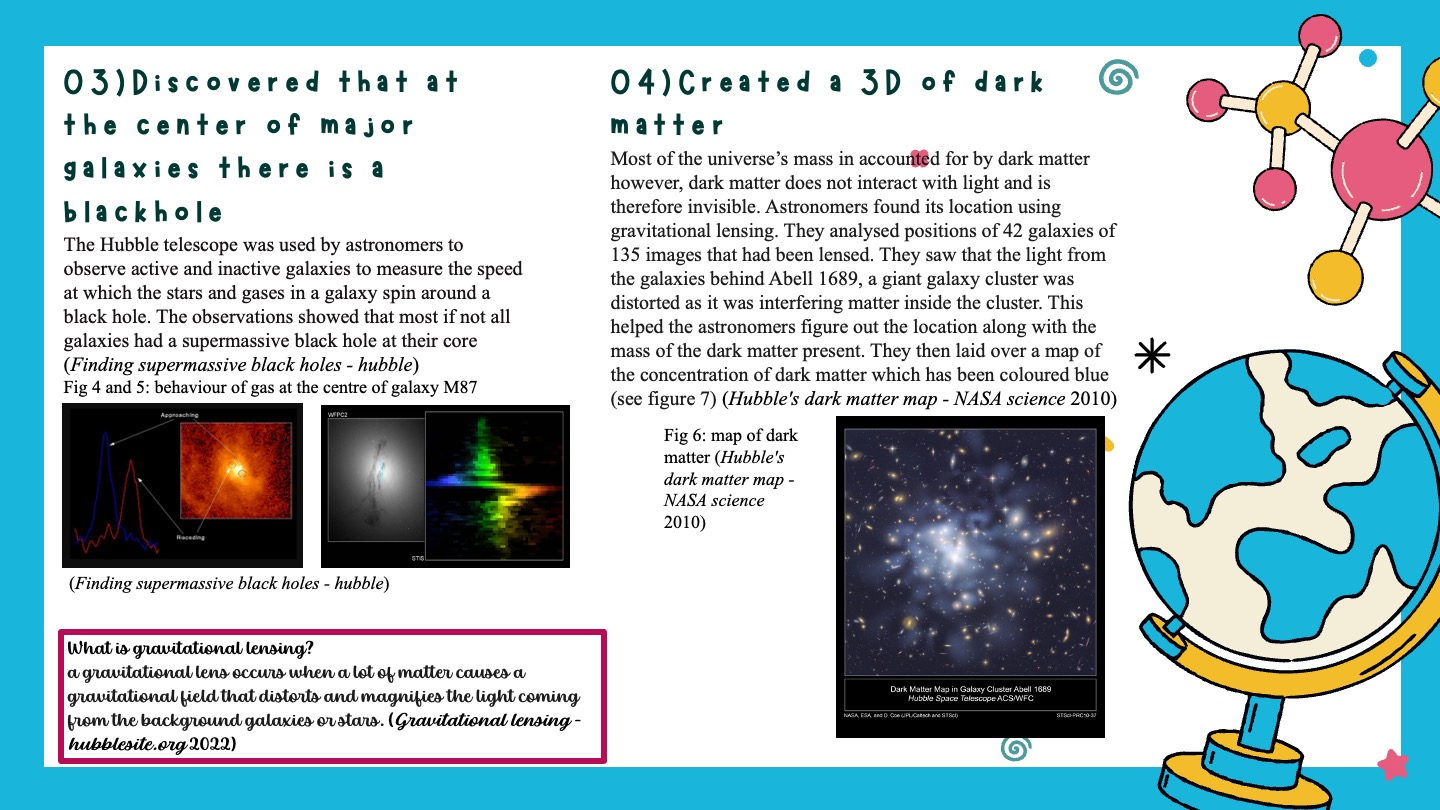 03)Discovered that at
the center of major
galaxies there is a
blackhole
The Hubble telescope was used by astronomers to
observe active and inactive galaxies to measure the speed
at which the stars and gases in a galaxy spin around a
black hole. The observations showed that most if not all
galaxies had a supermassive black hole at their core
(Finding supermassive black holes - hubble)
Fig 4 and 5: behaviour of gas at the centre of galaxy M87
Approaching
Receding
WFPC2
STIS
(Finding supermassive black holes - hubble)
What is gravitational lensing?
a gravitational lens occurs when a lot of matter causes a
gravitational field that distorts and magnifies the light coming
from the background galaxies or stars. (Gravitational lensing -
hubblesite.org 2022)
04)Created a 3D of dark
matter
Most of the universe's mass in accounted for by dark matter
however, dark matter does not interact with light and is
therefore invisible. Astronomers found its location using
gravitational lensing. They analysed positions of 42 galaxies of
135 images that had been lensed. They saw that the light from
the galaxies behind Abell 1689, a giant galaxy cluster was
distorted as it was interfering matter inside the cluster. This
helped the astronomers figure out the location along with the
mass of the dark matter present. They then laid over a map of
the concentration of dark matter which has been coloured blue
(see figure 7) (Hubble's dark matter map - NASA science 2010)
Fig 6: map of dark
matter (Hubble's
dark matter map -
NASA science
2010)
Dark Matter Map in Galaxy Cluster Abell 1689
Hubble Space Telescope ACS/WFC
NASA, ESA, and D. Coe (JPL/Caltech and STScI)
STScI-PRC10-37